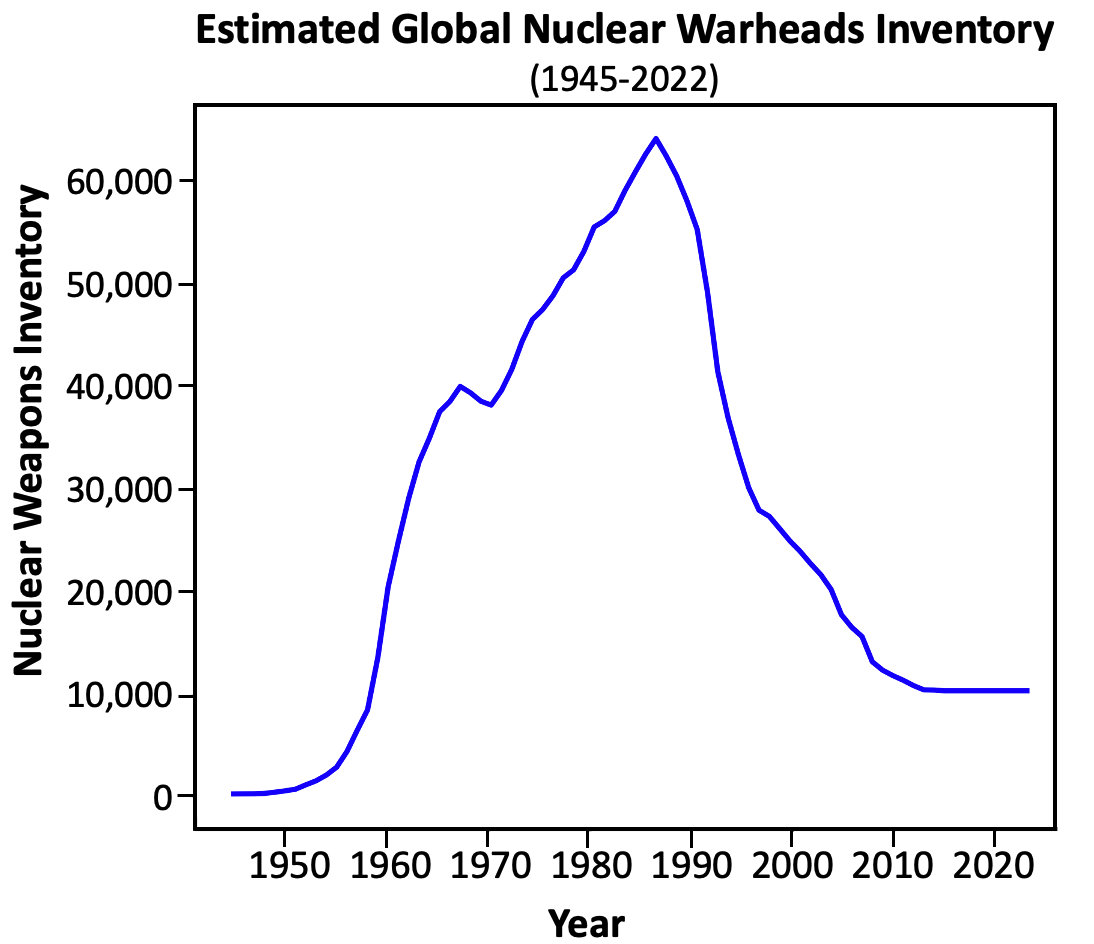 Estimated Global Nuclear Warheads Inventory
(1945-2022)
Nuclear Weapons Inventory
60,000
50,000
40,000
30,000
20,000
10,000
0
1950 1960 1970 1980 1990 2000 2010 2020
Year